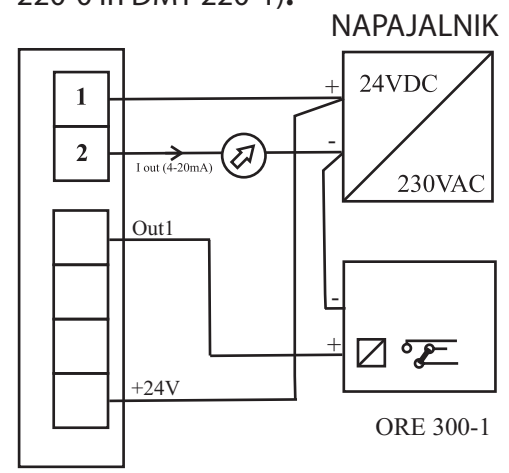 220-0 in DMT 220-1).
NAPAJALNIK
1
+
24VDC
2
I out (4-20mA)
-
230VAC
Out1
-
+
+24V
ORE 300-1